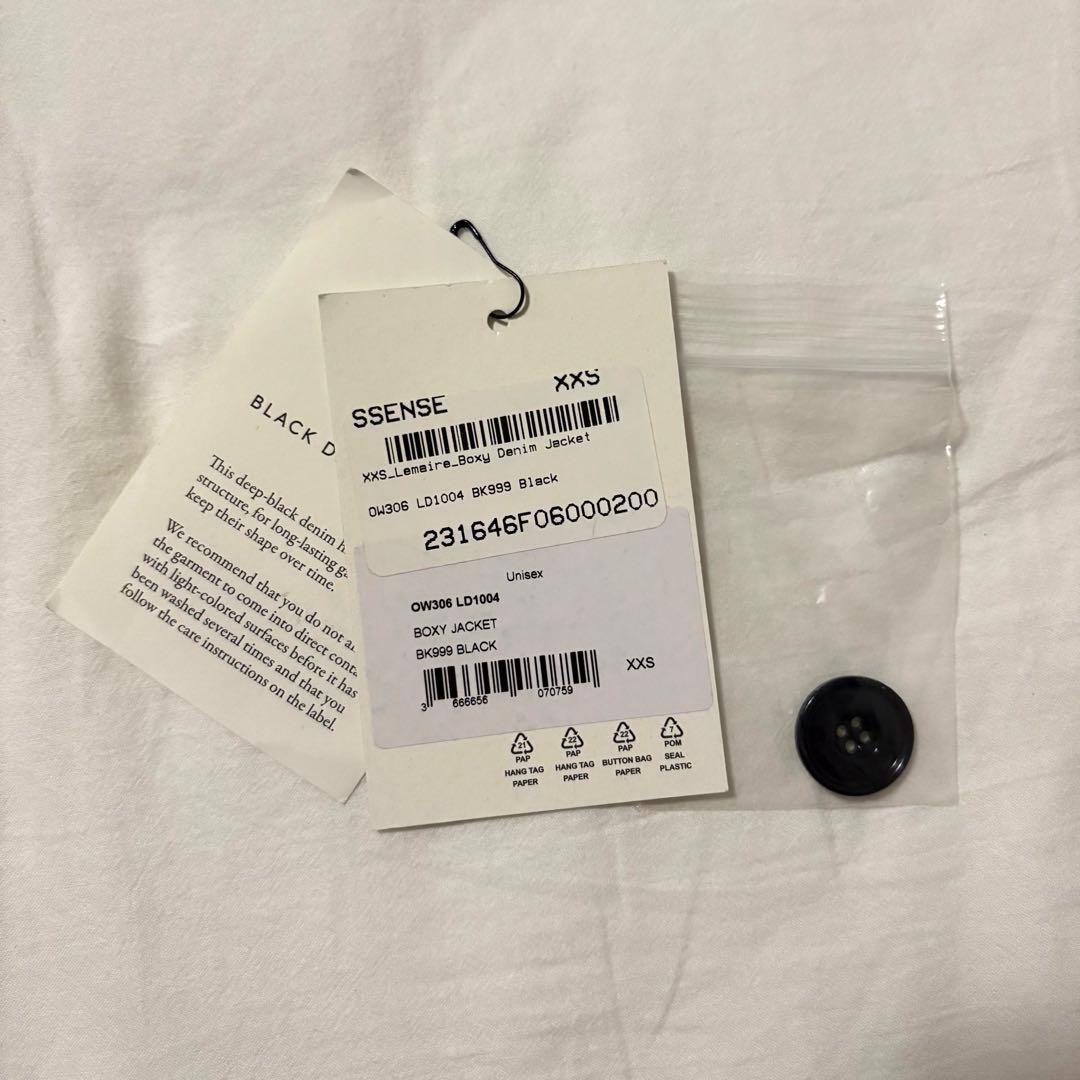 BLACK D
This deep-black denim h
structure, for long-lasting g
keep their shape over time.
We recommend that you do not a
the garment to come into direct conta
with light-colored surfaces before it has
been washed several times and that you
follow the care instructions on the label.
XXS
SSENSE
XXS_Lemaire_Boxy Denim Jacket
OW306 LD1004 BK999 Black
231646F06000200
Unisex
OW306 LD1004
BOXY JACKET
BK999 BLACK
XXS
3 666656 070759
21 22 22 7
PAP PAP PAP POM
HANG TAG HANG TAG BUTTON BAG SEAL
PAPER PAPER PAPER PLASTIC